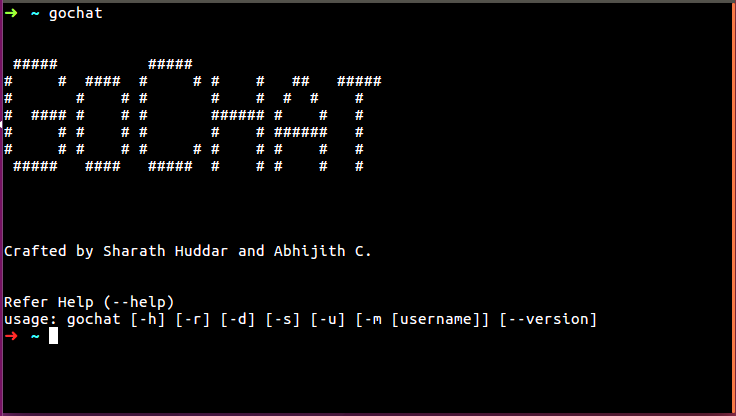 ➜ ~ gochat
 #####          #####
#     #  ####  #     # #    #   ##   #####
#       #    # #       #    #  #  #    #
#  #### #    # #       ###### #    #   #
#     # #    # #       #    # ######   #
#     # #    # #     # #    # #    #   #
 #####   ####   #####  #    # #    #   #
Crafted by Sharath Huddar and Abhijith C.
Refer Help (--help)
usage: gochat [-h] [-r] [-d] [-s] [-u] [-m [username]] [--version]
➜ ~